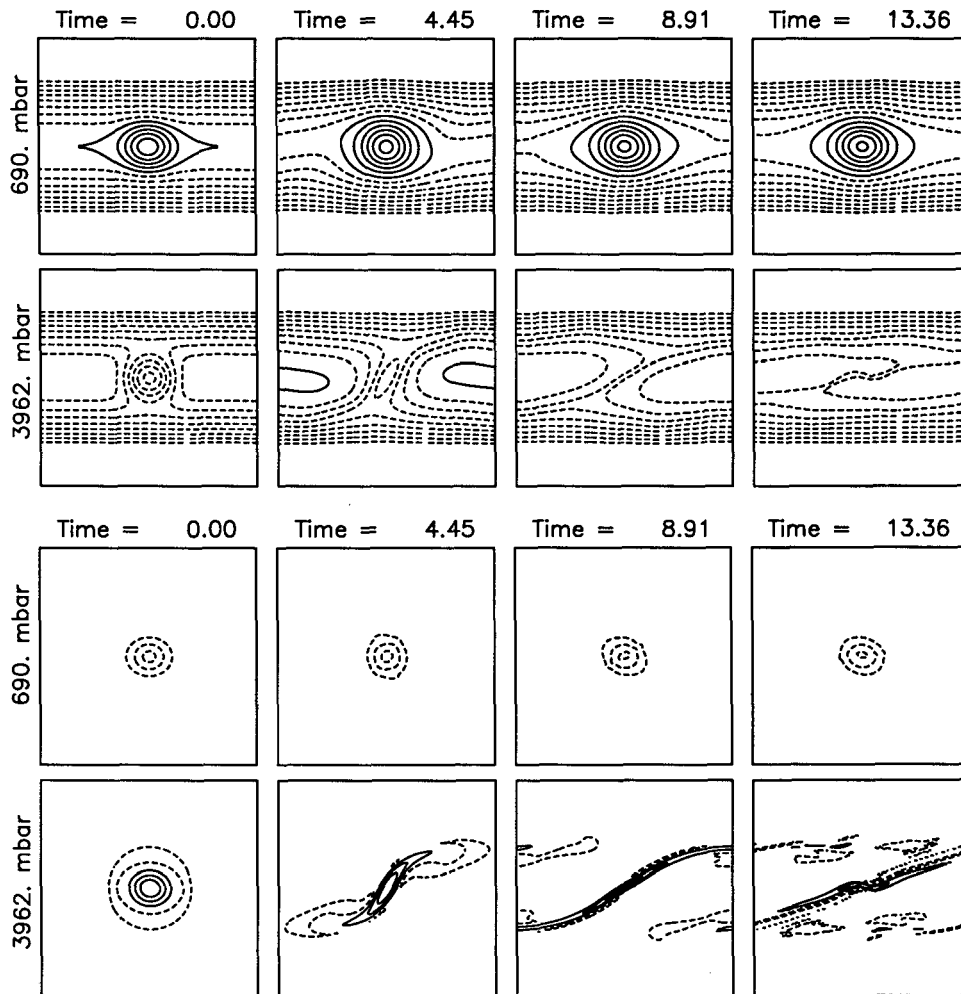 Time = 0.00 Time = 4.45 Time = 8.91 Time = 13.36
690. mbar
3962. mbar
Time = 0.00 Time = 4.45 Time = 8.91 Time = 13.36
690. mbar
3962. mbar